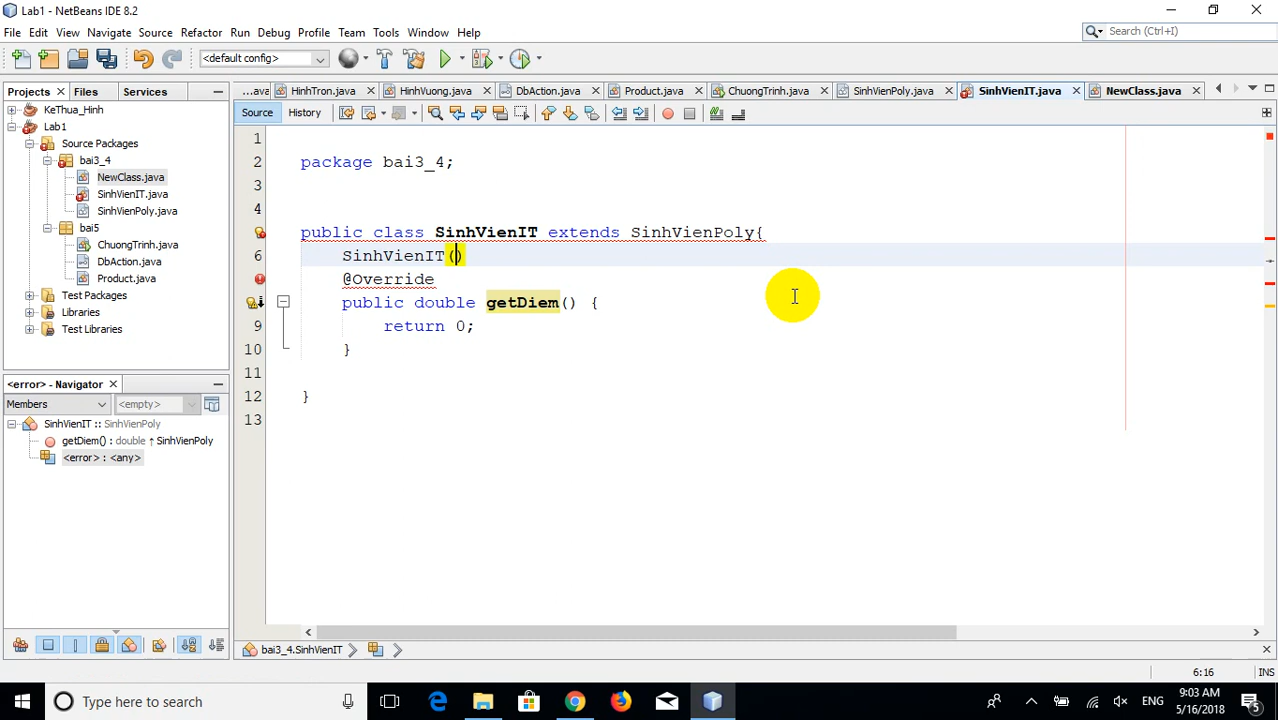 Lab1 - NetBeans IDE 8.2
File Edit View Navigate Source Refactor Run Debug Profile Team Tools Window Help
Search (Ctrl+I)
<default config>
Projects Files Services
...ava HinhTron.java HinhVuong.java DbAction.java Product.java ChuongTrinh.java SinhVienPoly.java SinhVienIT.java NewClass.java
Source History
KeThua_Hinh
Lab1
Source Packages
bai3_4
NewClass.java
SinhVienIT.java
SinhVienPoly.java
bai5
ChuongTrinh.java
DbAction.java
Product.java
Test Packages
Libraries
Test Libraries
<error> - Navigator
Members <empty>
SinhVienIT :: SinhVienPoly
getDiem() : double ↑ SinhVienPoly
<error> : <any>
1
2 package bai3_4;
3
4
public class SinhVienIT extends SinhVienPoly{
6 SinhVienIT()
@Override
public double getDiem() {
9 return 0;
10 }
11
12 }
13
bai3_4.SinhVienIT
6:16 INS
Type here to search
ENG
9:03 AM
5/16/2018
5